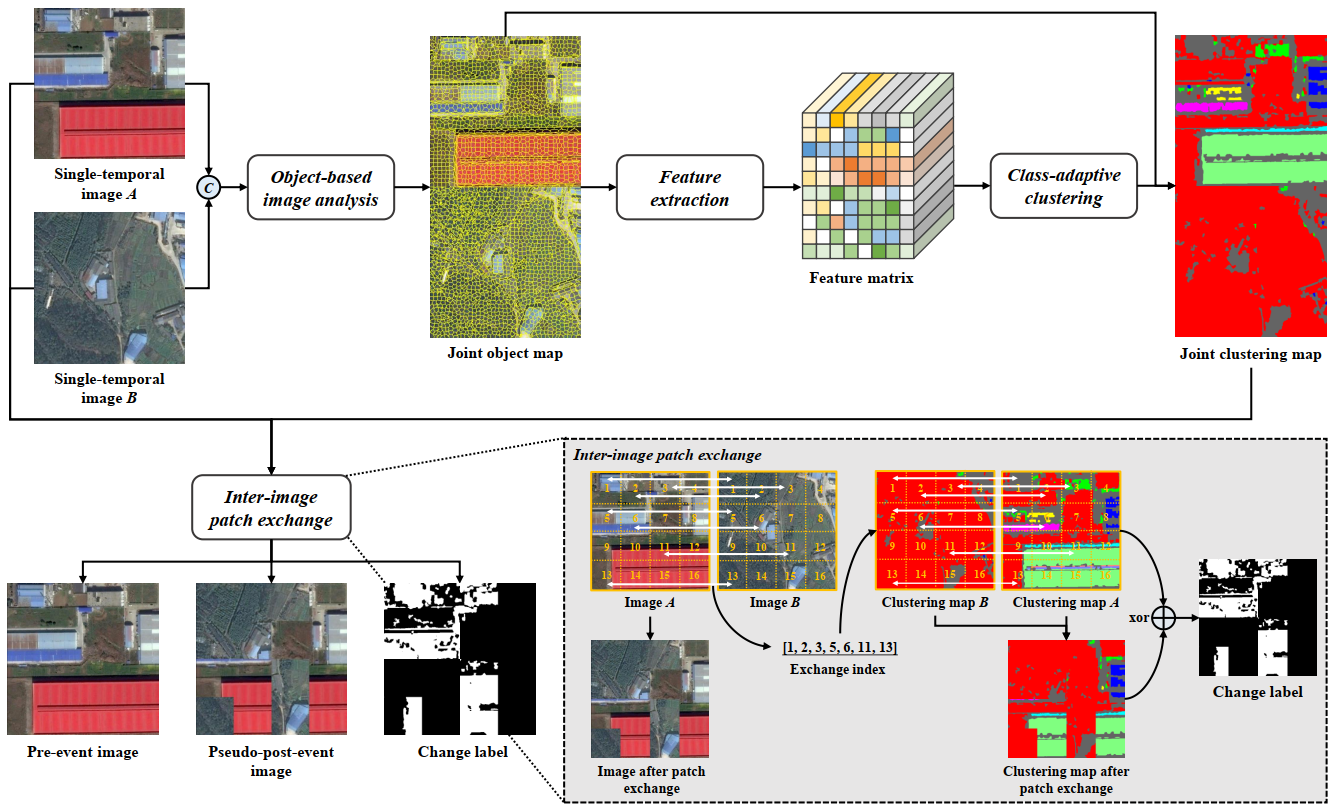 Single-temporal
image A
C
Object-based
image analysis
Joint object map
Feature
extraction
Feature matrix
Class-adaptive
clustering
Joint clustering map
Single-temporal
image B
Inter-image
patch exchange
Pre-event image
Pseudo-post-event
image
Change label
Inter-image patch exchange
1 2 3 4
5 6 7 8
9 10 11 12
13 14 15 16
Image A
1 2 3 4
5 6 7 8
9 10 11 12
13 14 15 16
Image B
1 2 3 4
5 6 7 8
9 10 11 12
13 14 15 16
Clustering map B
1 2 3 4
5 6 7 8
9 10 11 12
13 14 15 16
Clustering map A
[1, 2, 3, 5, 6, 11, 13]
Exchange index
xor
Change label
Image after patch
exchange
Clustering map after
patch exchange